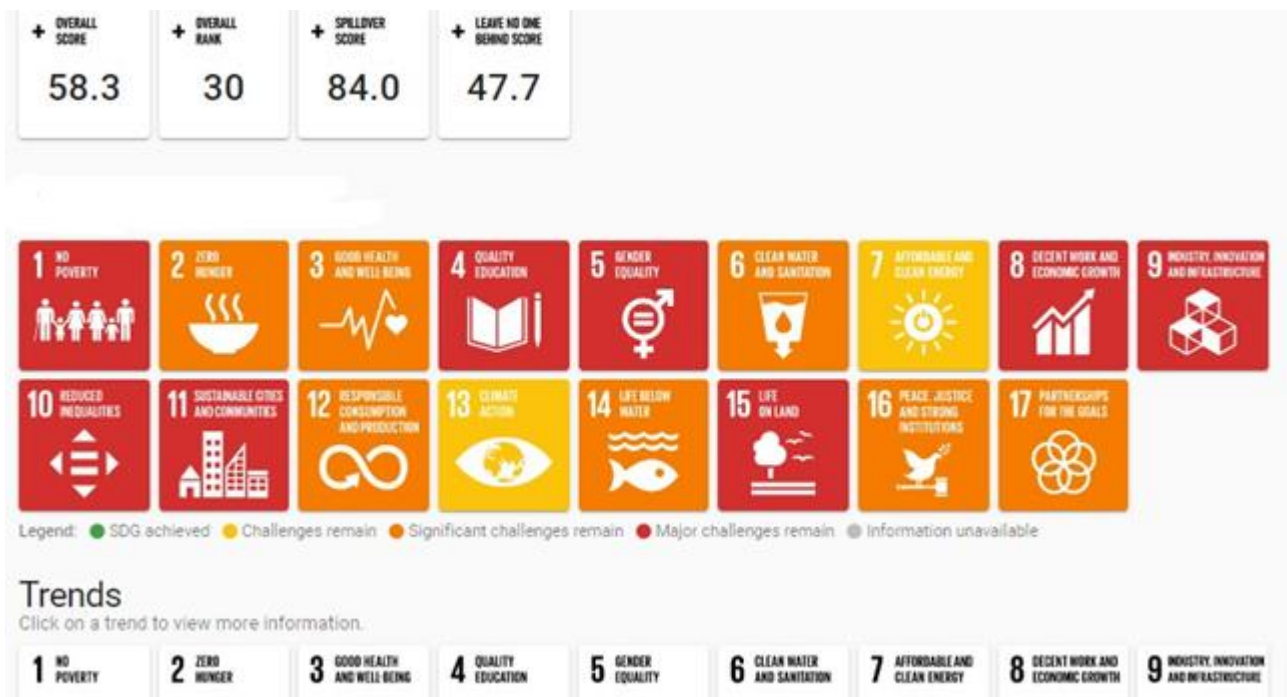 + OVERALL SCORE
58.3
+ OVERALL RANK
30
+ SPILLOVER SCORE
84.0
+ LEAVE NO ONE BEHIND SCORE
47.7
1 NO POVERTY
2 ZERO HUNGER
3 GOOD HEALTH AND WELL-BEING
4 QUALITY EDUCATION
5 GENDER EQUALITY
6 CLEAN WATER AND SANITATION
7 AFFORDABLE AND CLEAN ENERGY
8 DECENT WORK AND ECONOMIC GROWTH
9 INDUSTRY, INNOVATION AND INFRASTRUCTURE
10 REDUCED INEQUALITIES
11 SUSTAINABLE CITIES AND COMMUNITIES
12 RESPONSIBLE CONSUMPTION AND PRODUCTION
13 CLIMATE ACTION
14 LIFE BELOW WATER
15 LIFE ON LAND
16 PEACE, JUSTICE AND STRONG INSTITUTIONS
17 PARTNERSHIPS FOR THE GOALS
Legend: SDG achieved Challenges remain Significant challenges remain Major challenges remain Information unavailable
Trends
Click on a trend to view more information.
1 NO POVERTY
2 ZERO HUNGER
3 GOOD HEALTH AND WELL-BEING
4 QUALITY EDUCATION
5 GENDER EQUALITY
6 CLEAN WATER AND SANITATION
7 AFFORDABLE AND CLEAN ENERGY
8 DECENT WORK AND ECONOMIC GROWTH
9 INDUSTRY, INNOVATION AND INFRASTRUCTURE